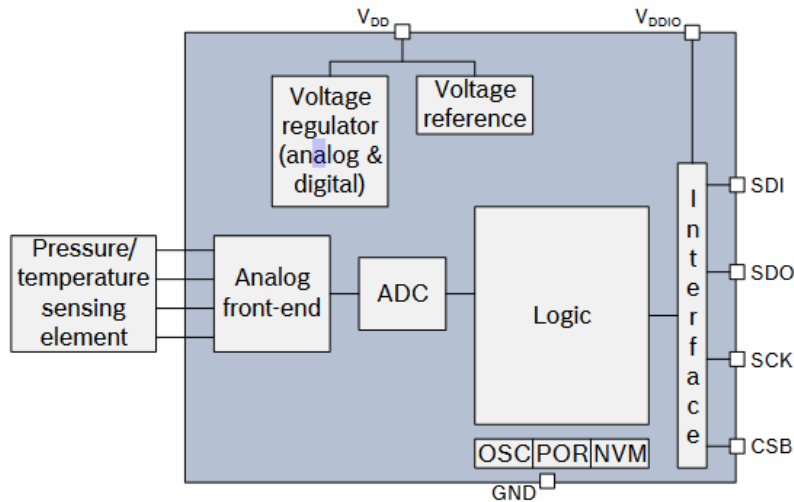 VDD
VDDIO
Voltage
regulator
(analog &
digital)
Voltage
reference
Pressure/
temperature
sensing
element
Analog
front-end
ADC
Logic
Interface
SDI
SDO
SCK
CSB
OSC POR NVM
GND